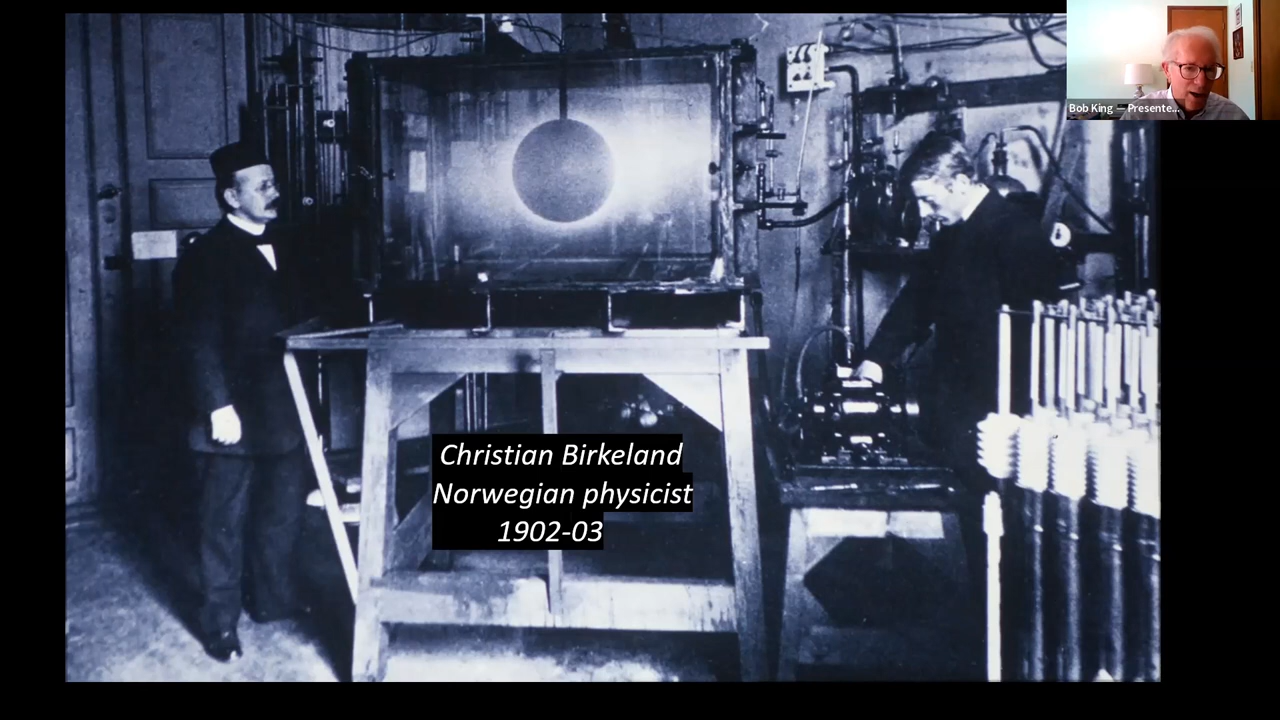 Bob King — Presente...
Christian Birkeland
Norwegian physicist
1902-03